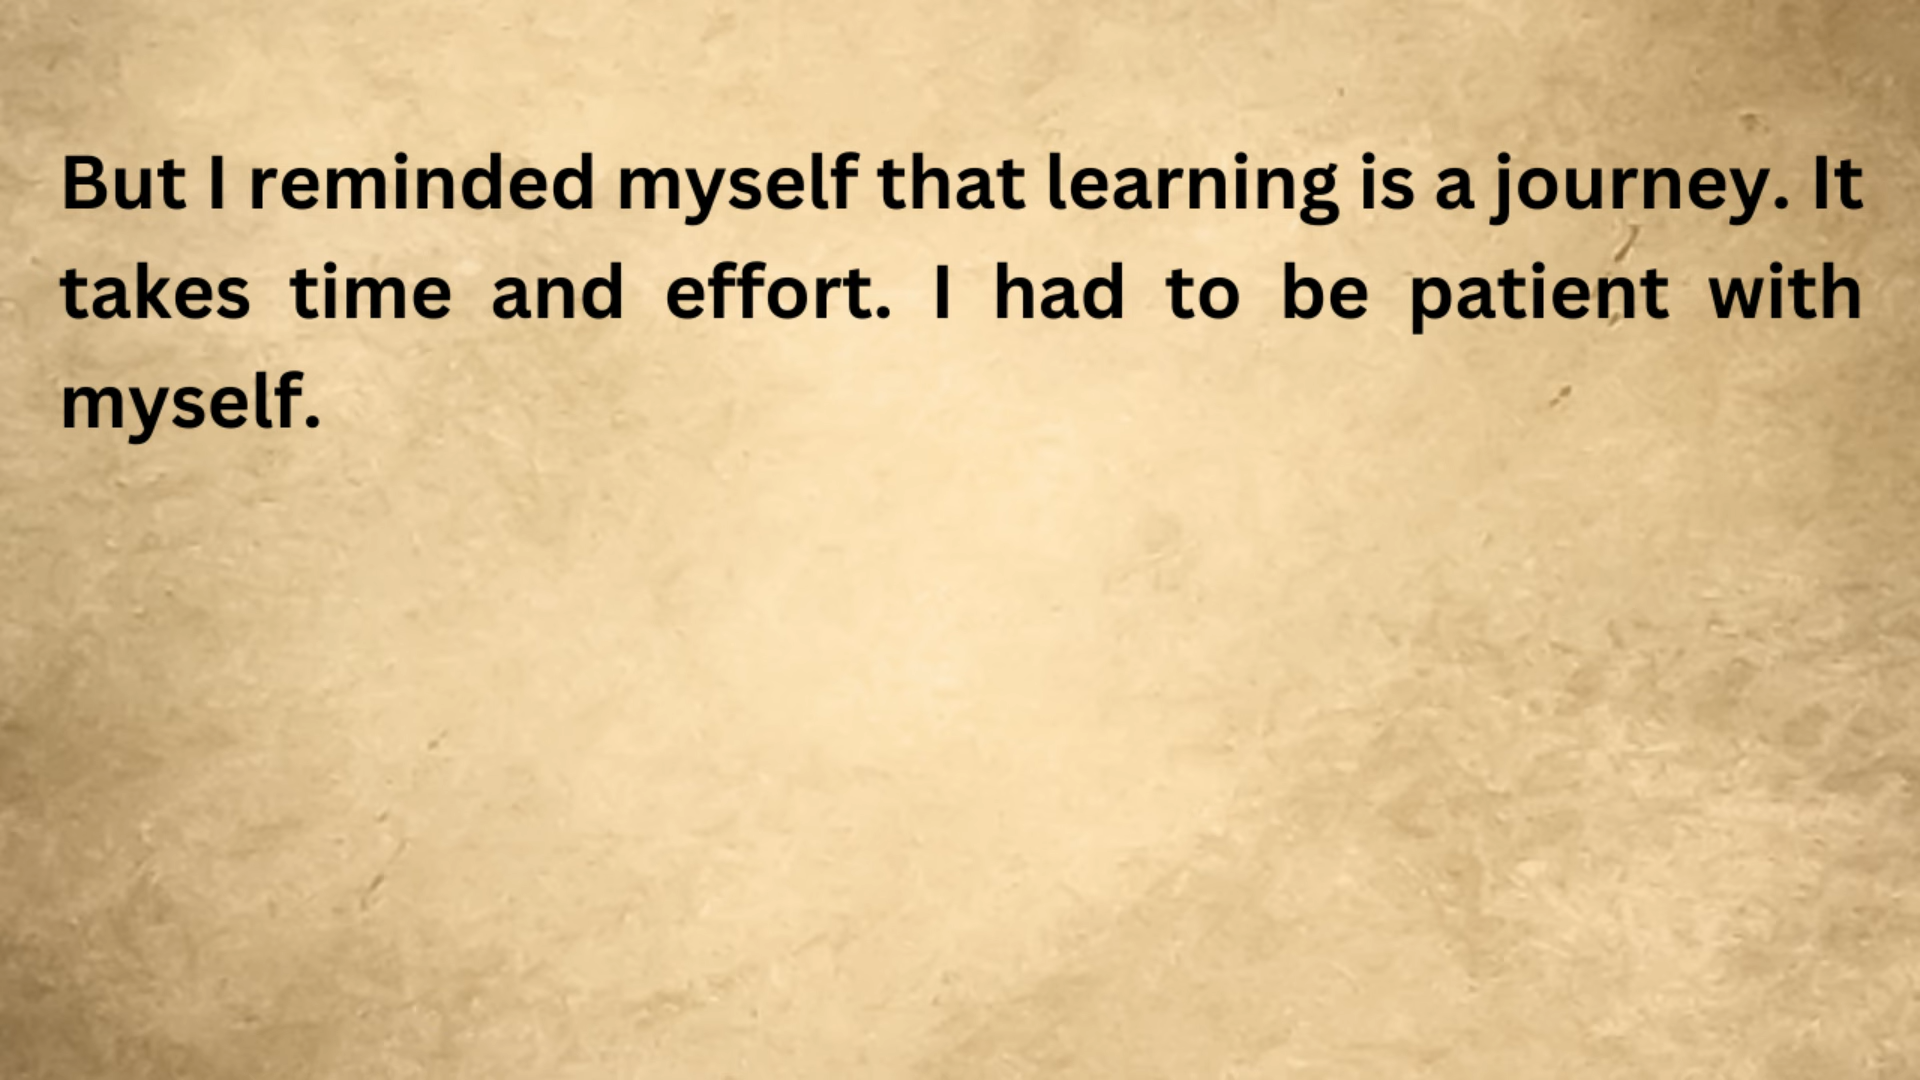 But I reminded myself that learning is a journey. It
takes time and effort. I had to be patient with
myself.